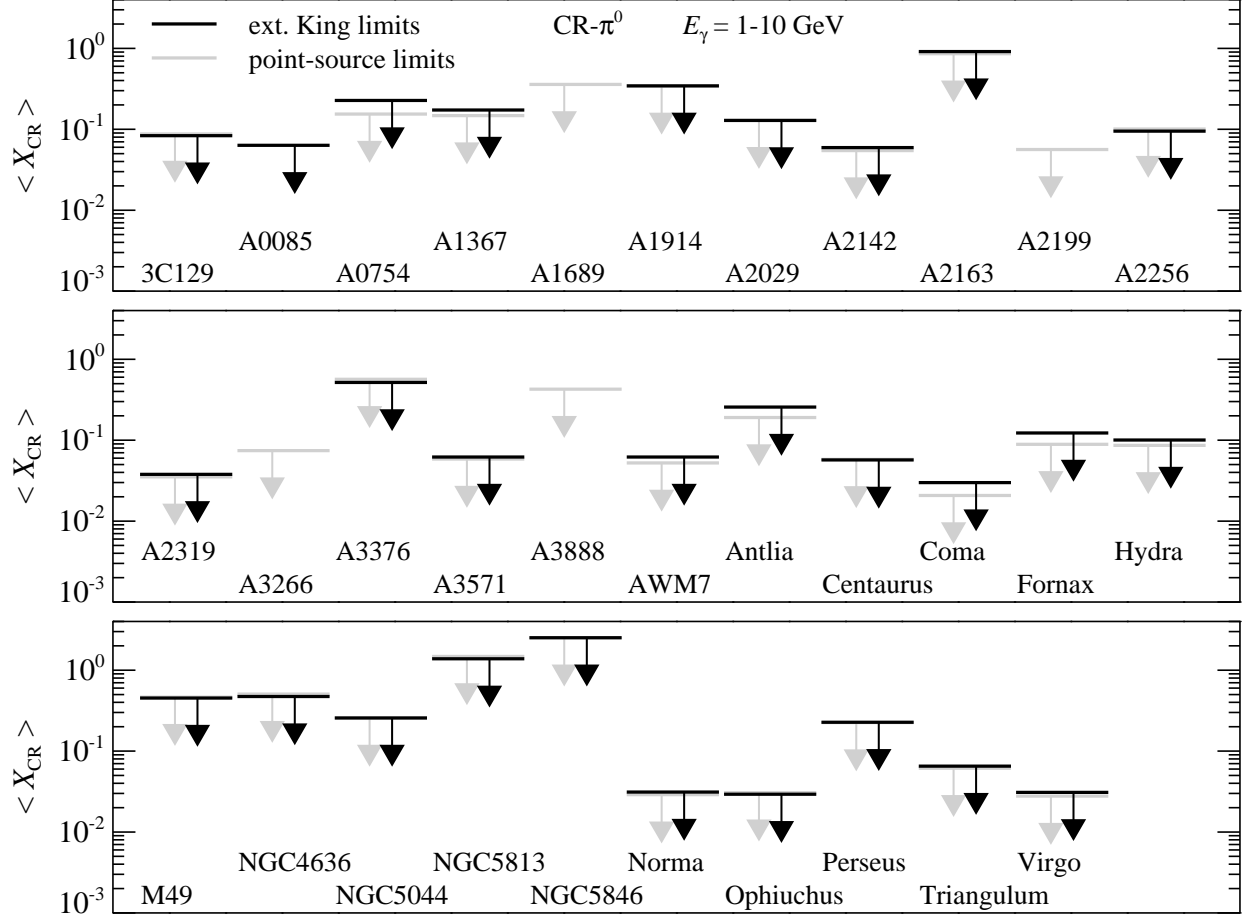 ext. King limits CR-π⁰ E_γ = 1-10 GeV
point-source limits
10⁰
10⁻¹
10⁻²
10⁻³
< X_CR >
A0085 A1367 A1914 A2142 A2199
3C129 A0754 A1689 A2029 A2163 A2256
10⁰
10⁻¹
10⁻²
10⁻³
< X_CR >
A2319 A3376 A3888 Antlia Coma Hydra
A3266 A3571 AWM7 Centaurus Fornax
10⁰
10⁻¹
10⁻²
10⁻³
< X_CR >
NGC4636 NGC5813 Norma Perseus Virgo
M49 NGC5044 NGC5846 Ophiuchus Triangulum